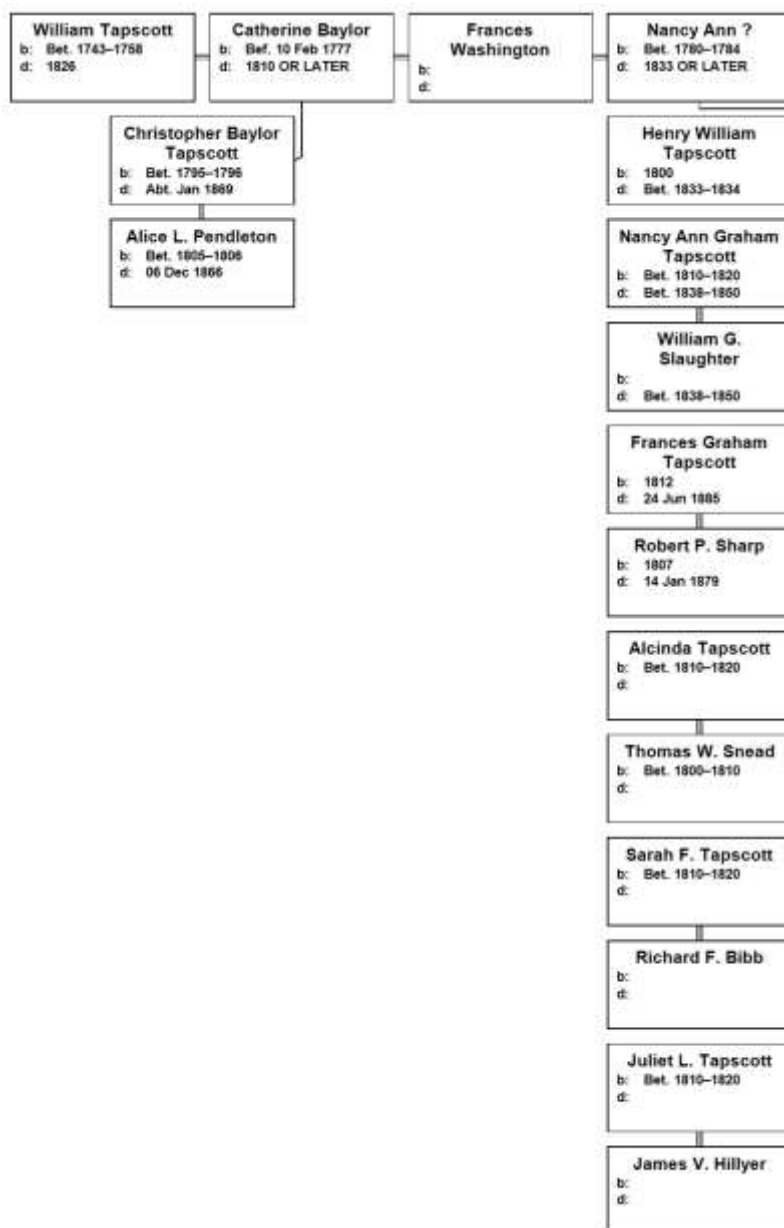 William Tapscott
b: Bet. 1743–1758
d: 1826
Catherine Baylor
b: Bef. 10 Feb 1777
d: 1810 OR LATER
Frances
Washington
b:
d:
Nancy Ann ?
b: Bet. 1780–1784
d: 1833 OR LATER
Christopher Baylor
Tapscott
b: Bet. 1795–1796
d: Abt. Jan 1869
Alice L. Pendleton
b: Bet. 1805–1806
d: 06 Dec 1866
Henry William
Tapscott
b: 1800
d: Bet. 1833–1834
Nancy Ann Graham
Tapscott
b: Bet. 1810–1820
d: Bet. 1838–1850
William G.
Slaughter
b:
d: Bet. 1838–1850
Frances Graham
Tapscott
b: 1812
d: 24 Jun 1885
Robert P. Sharp
b: 1807
d: 14 Jan 1879
Alcinda Tapscott
b: Bet. 1810–1820
d:
Thomas W. Snead
b: Bet. 1800–1810
d:
Sarah F. Tapscott
b: Bet. 1810–1820
d:
Richard F. Bibb
b:
d:
Juliet L. Tapscott
b: Bet. 1810–1820
d:
James V. Hillyer
b:
d: